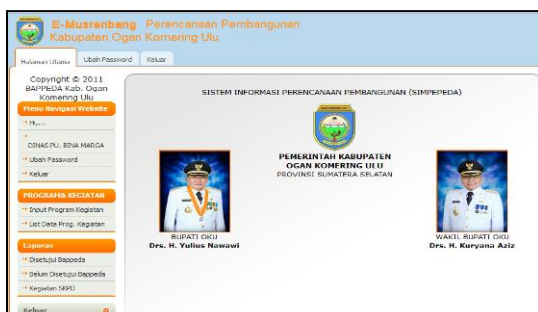 E-Musrenbang Perencanaan Pembangunan
Kabupaten Ogan Komering Ulu
Halaman Utama
Ubah Password
Keluar
Copyright © 2011
BAPPEDA Kab. Ogan
Komering Ulu
Menu Navigasi Website
Hi,....
DINAS PU. BINA MARGA
Ubah Password
Keluar
PROGRAM& KEGIATAN
Input Program Kegiatan
List Data Prog. Kegiatan
Laporan
Disetujui Bappeda
Belum Disetujui Bappeda
Kegiatan SKPD
Keluar
SISTEM INFORMASI PERENCANAAN PEMBANGUNAN (SIMPEPEDA)
PEMERINTAH KABUPATEN
OGAN KOMERING ULU
PROVINSI SUMATERA SELATAN
BUPATI OKU
Drs. H. Yulius Nawawi
WAKIL BUPATI OKU
Drs. H. Kuryana Aziz